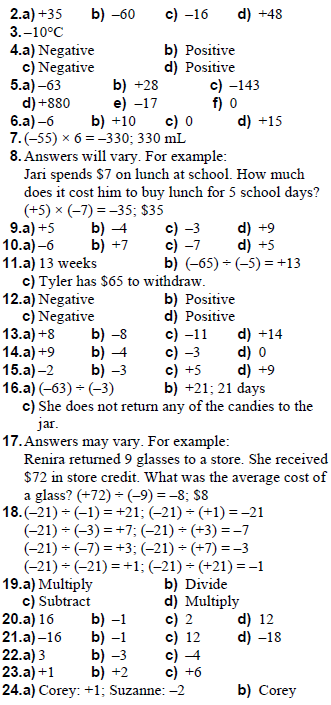 2.a) +35 b) –60 c) –16 d) +48
3. –10°C
4.a) Negative b) Positive
c) Negative d) Positive
5.a) –63 b) +28 c) –143
d) +880 e) –17 f) 0
6.a) –6 b) +10 c) 0 d) +15
7. (–55) × 6 = –330; 330 mL
8. Answers will vary. For example:
Jari spends $7 on lunch at school. How much
does it cost him to buy lunch for 5 school days?
(+5) × (–7) = –35; $35
9.a) +5 b) –4 c) –3 d) +9
10.a) –6 b) +7 c) –7 d) +5
11.a) 13 weeks b) (–65) ÷ (–5) = +13
c) Tyler has $65 to withdraw.
12.a) Negative b) Positive
c) Negative d) Positive
13.a) +8 b) –8 c) –11 d) +14
14.a) +9 b) –4 c) –3 d) 0
15.a) –2 b) –3 c) +5 d) +9
16.a) (–63) ÷ (–3) b) +21; 21 days
c) She does not return any of the candies to the
jar.
17. Answers may vary. For example:
Renira returned 9 glasses to a store. She received
$72 in store credit. What was the average cost of
a glass? (+72) ÷ (–9) = –8; $8
18. (–21) ÷ (–1) = +21; (–21) ÷ (+1) = –21
(–21) ÷ (–3) = +7; (–21) ÷ (+3) = –7
(–21) ÷ (–7) = +3; (–21) ÷ (+7) = –3
(–21) ÷ (–21) = +1; (–21) ÷ (+21) = –1
19.a) Multiply b) Divide
c) Subtract d) Multiply
20.a) 16 b) –1 c) 2 d) 12
21.a) –16 b) –1 c) 12 d) –18
22.a) 3 b) –3 c) –4
23.a) +1 b) +2 c) +6
24.a) Corey: +1; Suzanne: –2 b) Corey